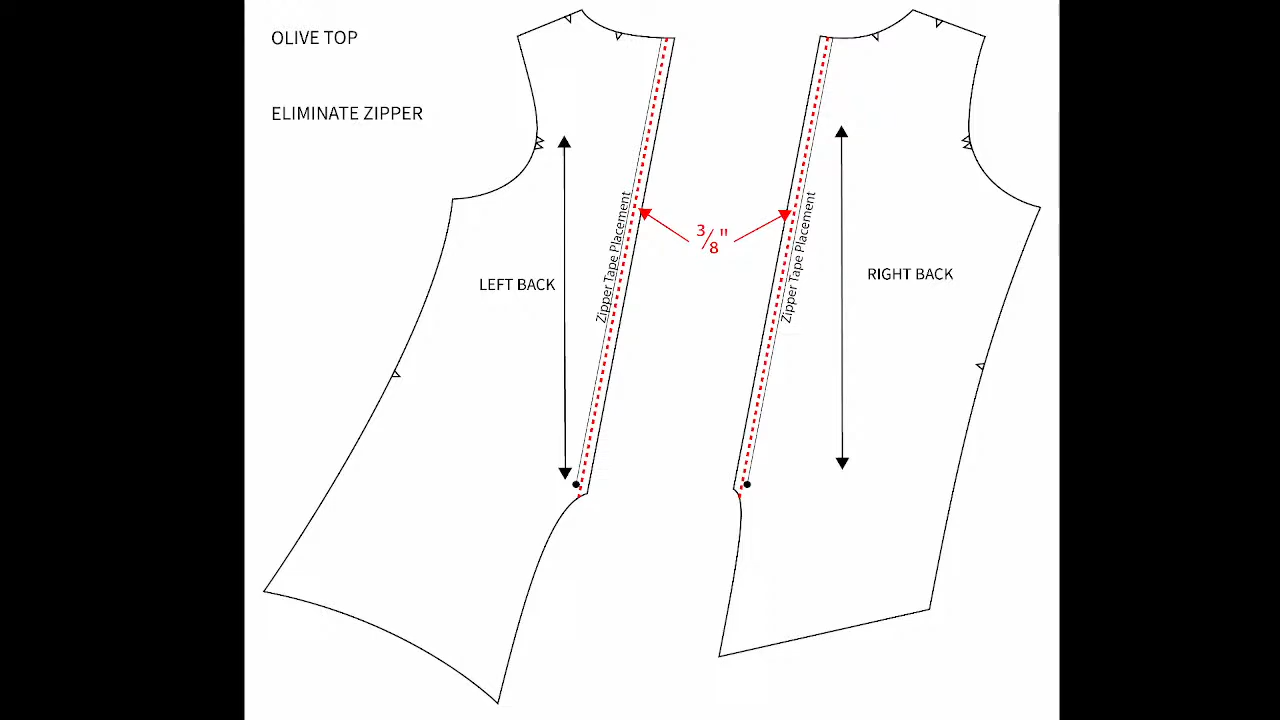 OLIVE TOP
ELIMINATE ZIPPER
Zipper Tape Placement
3/8"
Zipper Tape Placement
LEFT BACK
RIGHT BACK